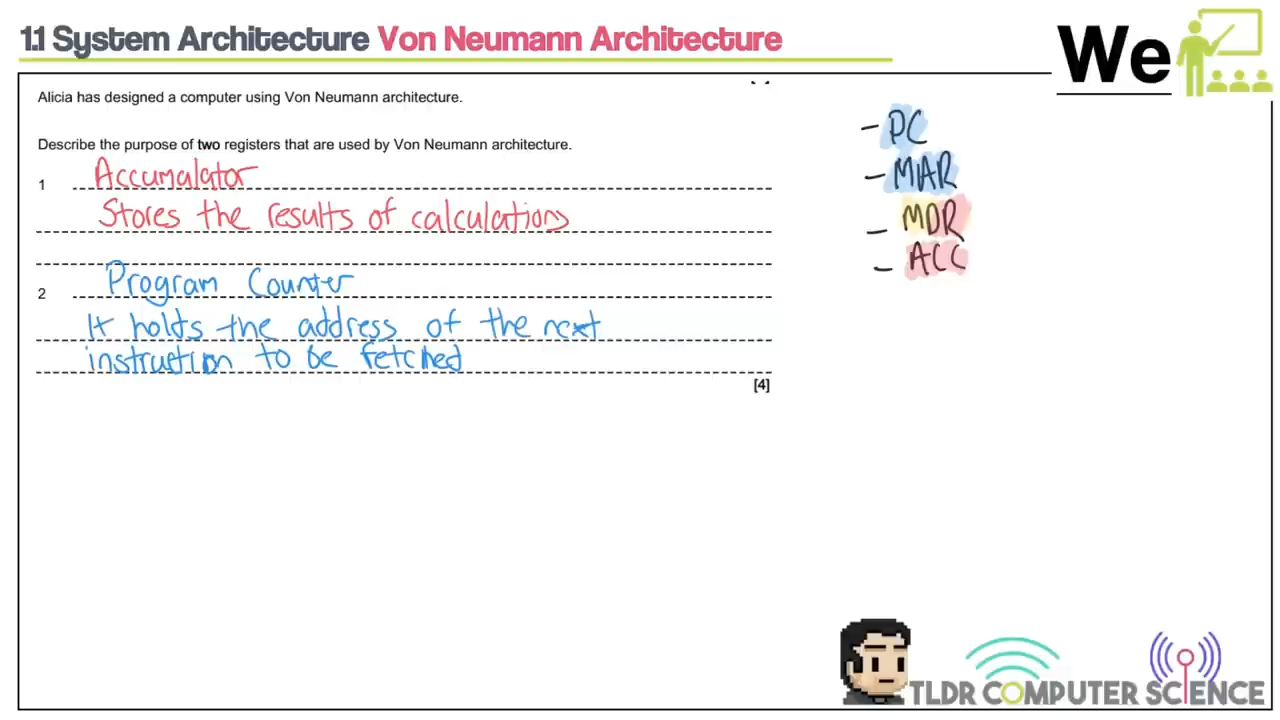 1.1 System Architecture Von Neumann Architecture
We
Alicia has designed a computer using Von Neumann architecture.
Describe the purpose of two registers that are used by Von Neumann architecture.
1 Accumalator
Stores the results of calculations
2 Program Counter
It holds the address of the next
instruction to be fetched
[4]
- PC
- MAR
- MDR
- ACC
TLDR COMPUTER SCIENCE